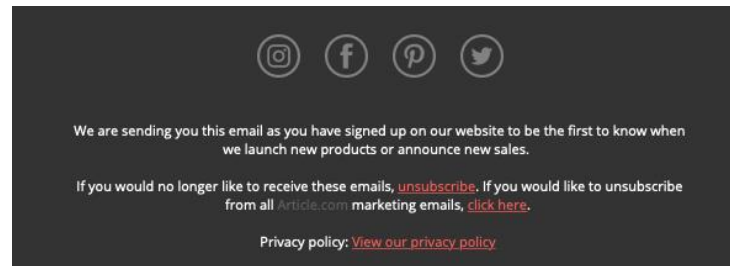 We are sending you this email as you have signed up on our website to be the first to know when
we launch new products or announce new sales.
If you would no longer like to receive these emails, unsubscribe. If you would like to unsubscribe
from all Article.com marketing emails, click here.
Privacy policy: View our privacy policy